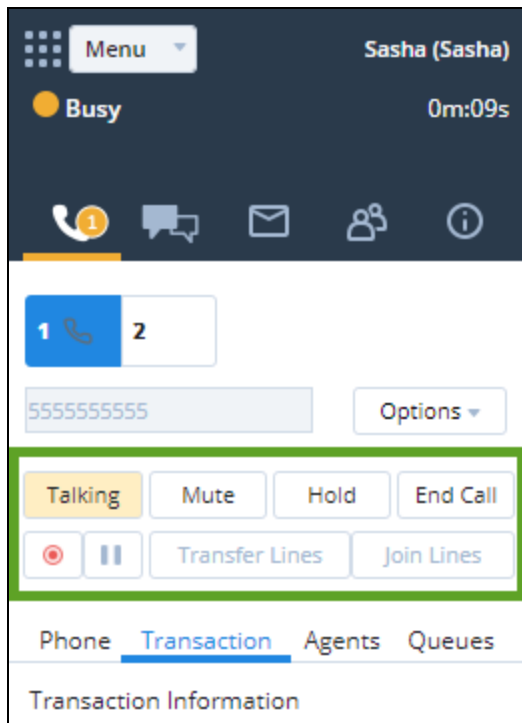 Menu Sasha (Sasha)
Busy 0m:09s
1
1 2
5555555555 Options
Talking Mute Hold End Call
Transfer Lines Join Lines
Phone Transaction Agents Queues
Transaction Information